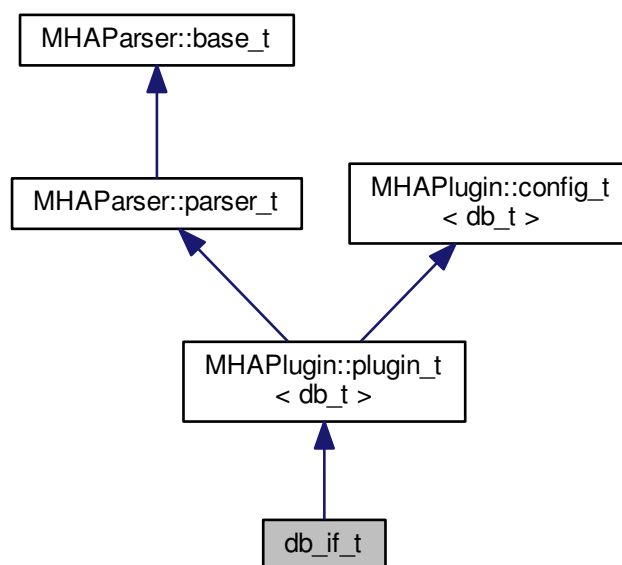 MHAParser::base_t
MHAParser::parser_t
MHAPlugin::config_t
< db_t >
MHAPlugin::plugin_t
< db_t >
db_if_t